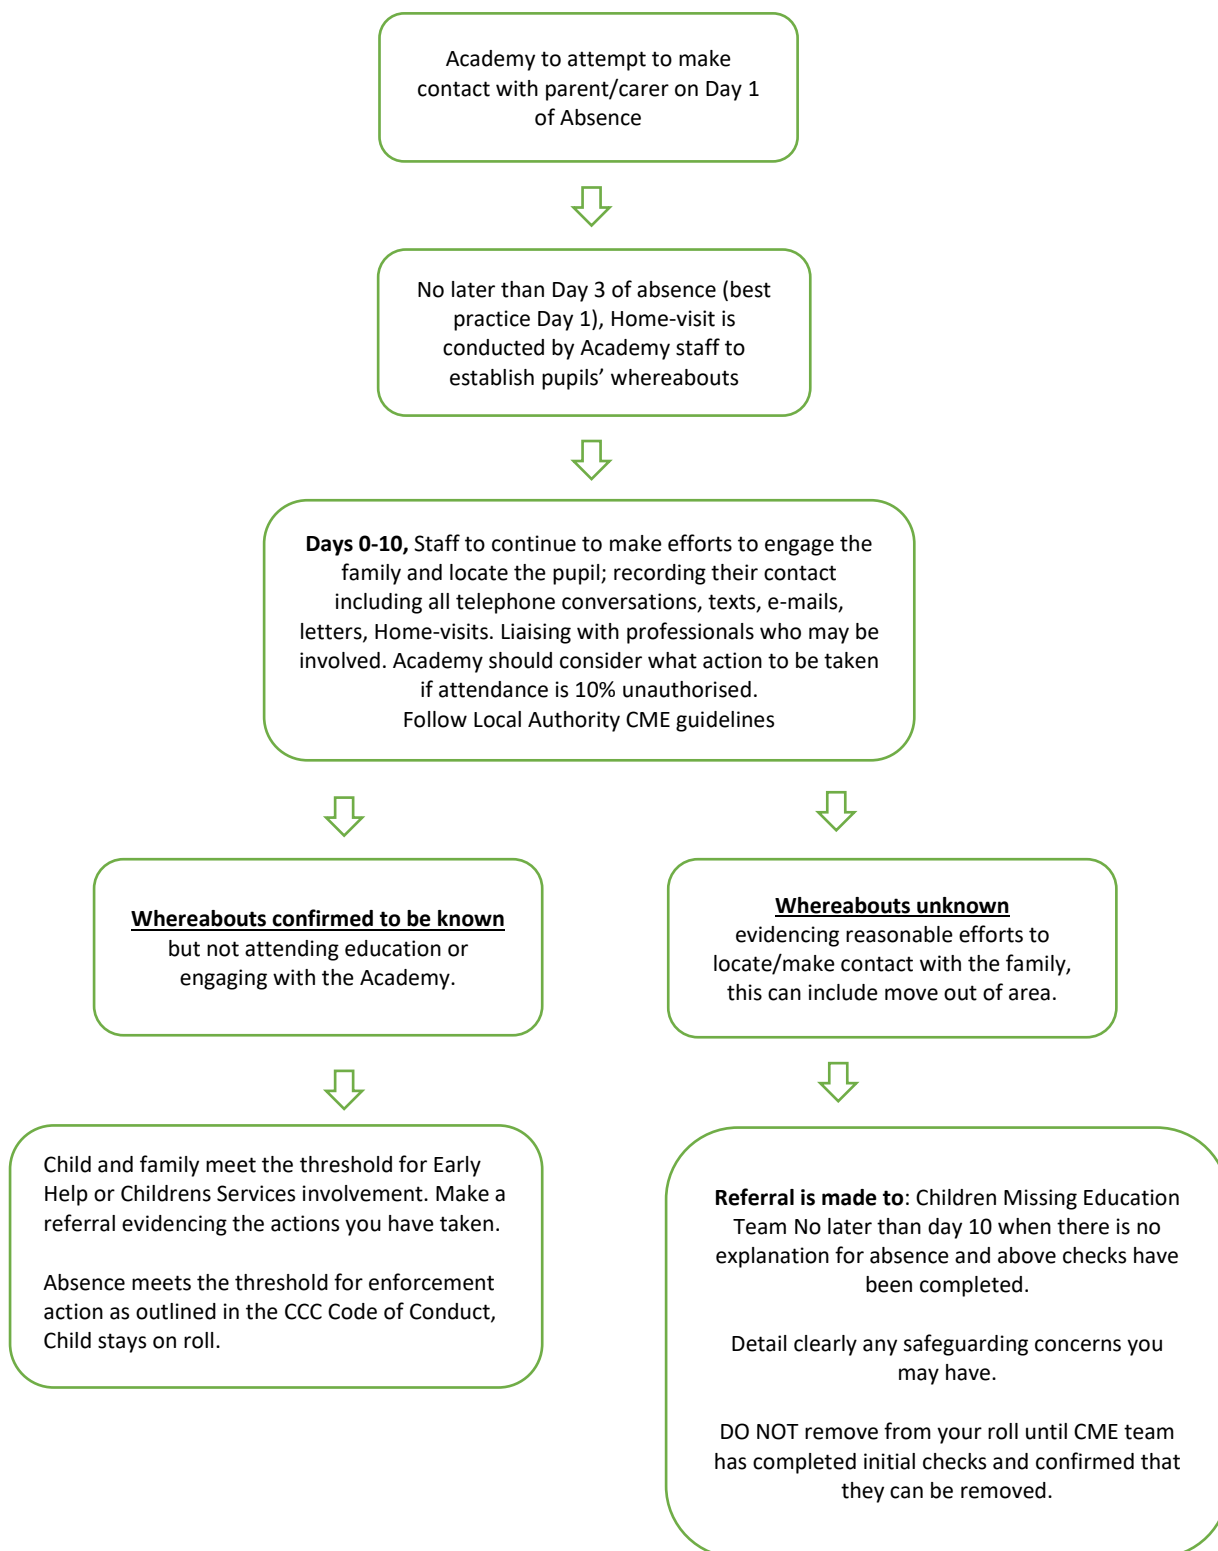 Academy to attempt to make
contact with parent/carer on Day 1
of Absence
No later than Day 3 of absence (best
practice Day 1), Home-visit is
conducted by Academy staff to
establish pupils’ whereabouts
Days 0-10, Staff to continue to make efforts to engage the
family and locate the pupil; recording their contact
including all telephone conversations, texts, e-mails,
letters, Home-visits. Liaising with professionals who may be
involved. Academy should consider what action to be taken
if attendance is 10% unauthorised.
Follow Local Authority CME guidelines
Whereabouts confirmed to be known
but not attending education or
engaging with the Academy.
Whereabouts unknown
evidencing reasonable efforts to
locate/make contact with the family,
this can include move out of area.
Child and family meet the threshold for Early
Help or Childrens Services involvement. Make a
referral evidencing the actions you have taken.
Absence meets the threshold for enforcement
action as outlined in the CCC Code of Conduct,
Child stays on roll.
Referral is made to: Children Missing Education
Team No later than day 10 when there is no
explanation for absence and above checks have
been completed.
Detail clearly any safeguarding concerns you
may have.
DO NOT remove from your roll until CME team
has completed initial checks and confirmed that
they can be removed.